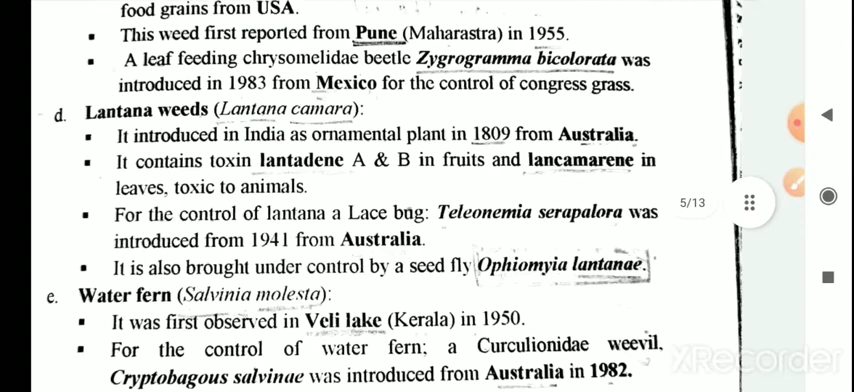 food grains from USA.
▪ This weed first reported from Pune (Maharastra) in 1955.
▪ A leaf feeding chrysomelidae beetle Zygrogramma bicolorata was
introduced in 1983 from Mexico for the control of congress grass.
d. Lantana weeds (Lantana camara):
▪ It introduced in India as ornamental plant in 1809 from Australia.
▪ It contains toxin lantadene A & B in fruits and lancamarene in
leaves, toxic to animals.
5/13
▪ For the control of lantana a Lace bug: Teleonemia serapalora was
introduced from 1941 from Australia.
▪ It is also brought under control by a seed fly Ophiomyia lantanae.
e. Water fern (Salvinia molesta):
▪ It was first observed in Veli lake (Kerala) in 1950.
▪ For the control of water fern; a Curculionidae weevil,
Cryptobagous salvinae was introduced from Australia in 1982.
XRecorder